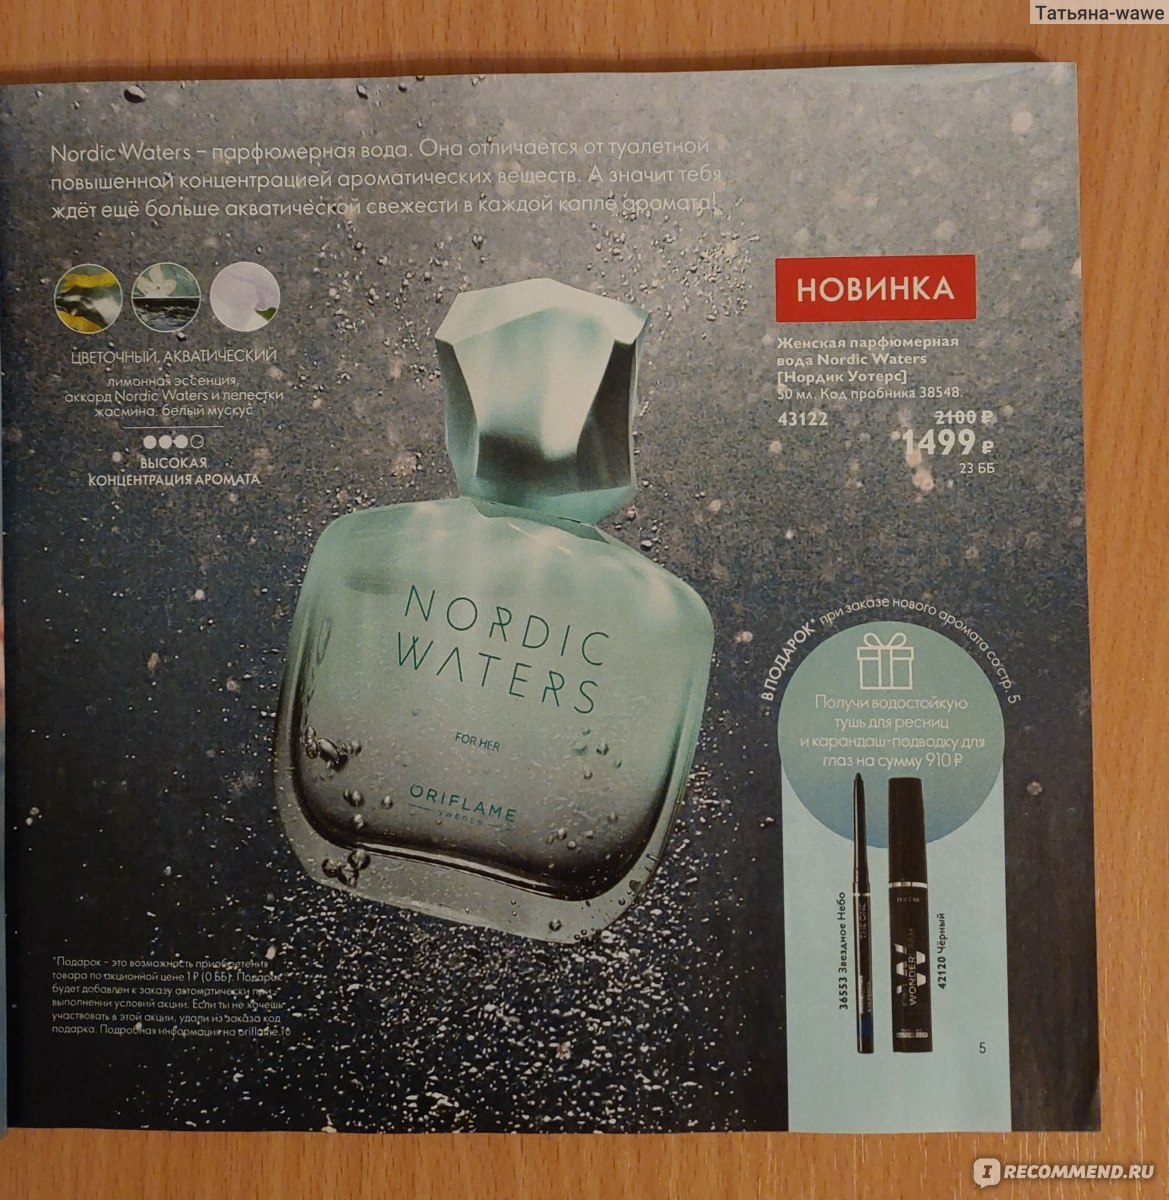 Татьяна-wawe
Nordic Waters – парфюмерная вода. Она отличается от туалетной
повышенной концентрацией ароматических веществ. А значит тебя
ждёт ещё больше акватической свежести в каждой капле аромата!
ЦВЕТОЧНЫЙ, АКВАТИЧЕСКИЙ
лимонная эссенция,
аккорд Nordic Waters и лепестки
жасмина, белый мускус
ВЫСОКАЯ
КОНЦЕНТРАЦИЯ АРОМАТА
НОВИНКА
Женская парфюмерная
вода Nordic Waters
[Нордик Уотерс]
50 мл. Код пробника 38548.
43122 2100 ₽
1499 ₽
23 ББ
NORDIC
WATERS
FOR HER
ORIFLAME
SWEDEN
В ПОДАРОК* при заказе нового аромата со стр. 5
Получи водостойкую
тушь для ресниц
и карандаш-подводку для
глаз на сумму 910 ₽
36553 Звездное Небо
THE ONE
WONDER
42120 Чёрный
*Подарок – это возможность приобретения
товара по акционной цене 1 ₽ (0 ББ). Подарок
будет добавлен к заказу автоматически при
выполнении условий акции. Если ты не хочешь
участвовать в этой акции, удали из заказа код
подарка. Подробная информация на oriflame.ru
5
IRECOMMEND.RU